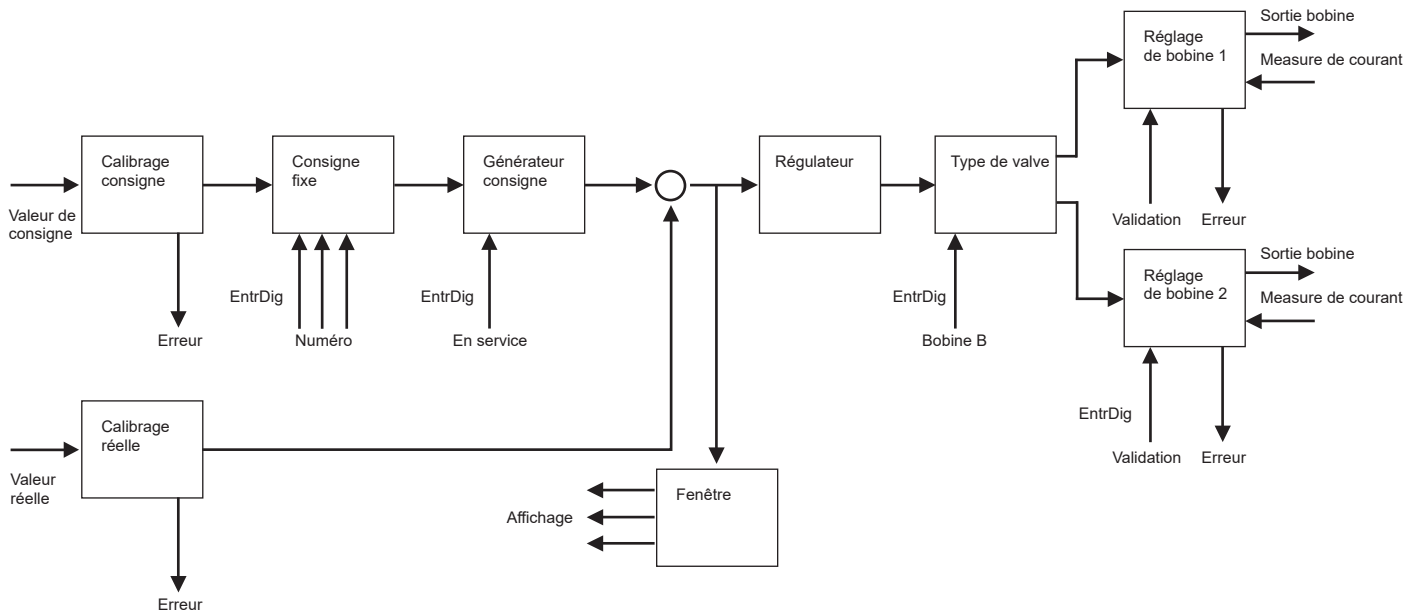 Sortie bobine
Réglage
de bobine 1
Measure de courant
Calibrage
consigne
Consigne
fixe
Générateur
consigne
Régulateur
Type de valve
Valeur de
consigne
Validation
Erreur
Sortie bobine
Réglage
de bobine 2
Measure de courant
EntrDig
EntrDig
EntrDig
Erreur
Numéro
En service
Bobine B
EntrDig
Calibrage
réelle
Validation
Erreur
Valeur
réelle
Fenêtre
Affichage
Erreur